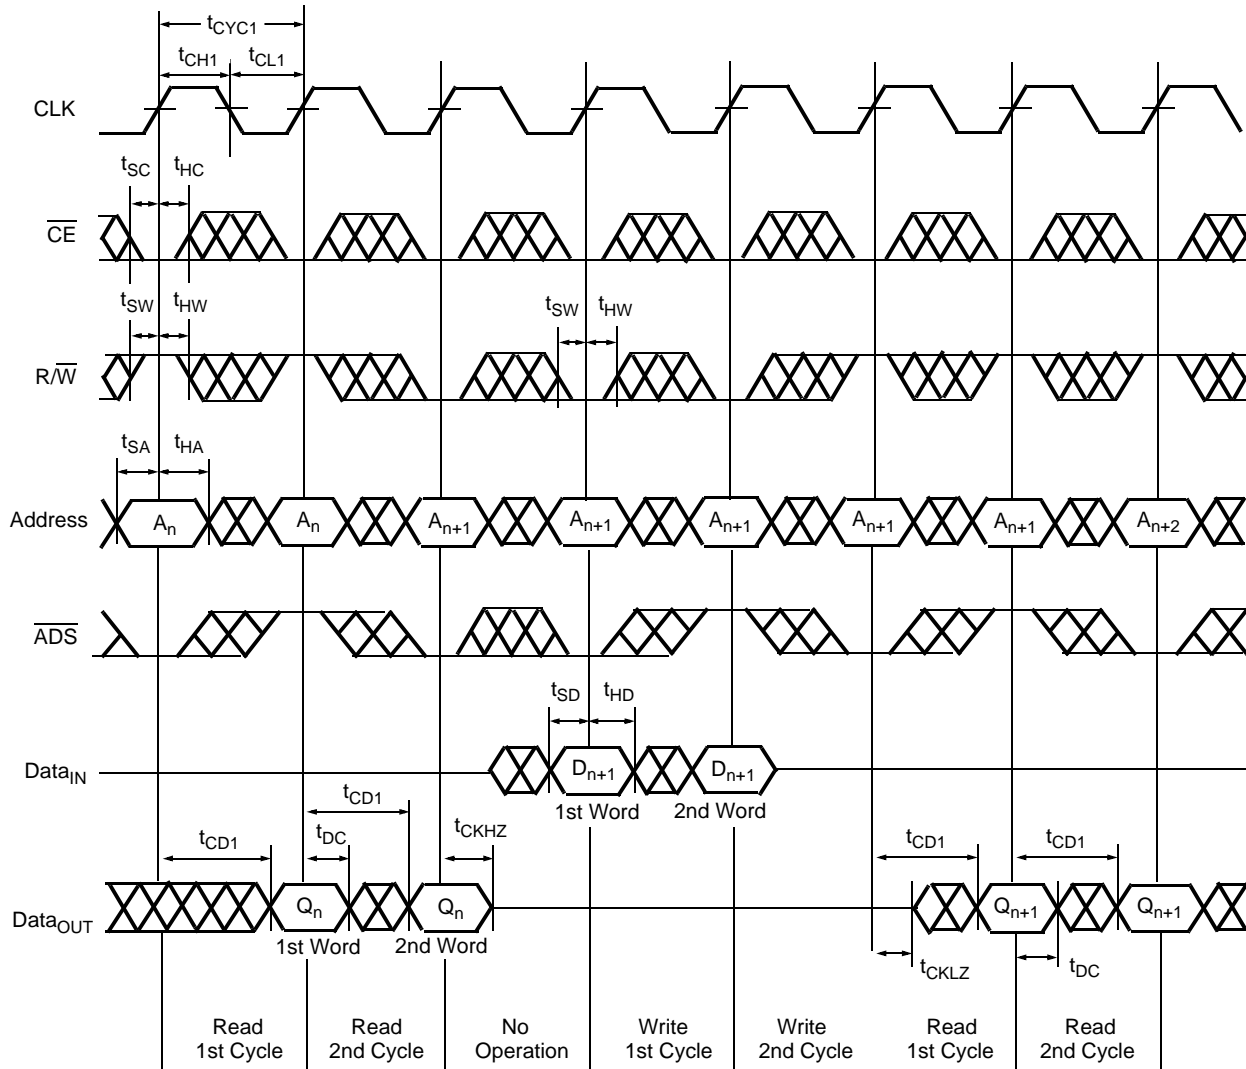 tCYC1
tCH1 tCL1
CLK
tSC tHC
CE
tSW tHW tSW tHW
R/W
tSA tHA
Address An An An+1 An+1 An+1 An+1 An+1 An+2
ADS
tSD tHD
DataIN Dn+1 Dn+1
1st Word 2nd Word
tCD1
tCD1 tDC tCKHZ tCD1 tCD1
DataOUT Qn Qn Qn+1 Qn+1
1st Word 2nd Word
tCKLZ tDC
Read Read No Write Write Read Read
1st Cycle 2nd Cycle Operation 1st Cycle 2nd Cycle 1st Cycle 2nd Cycle